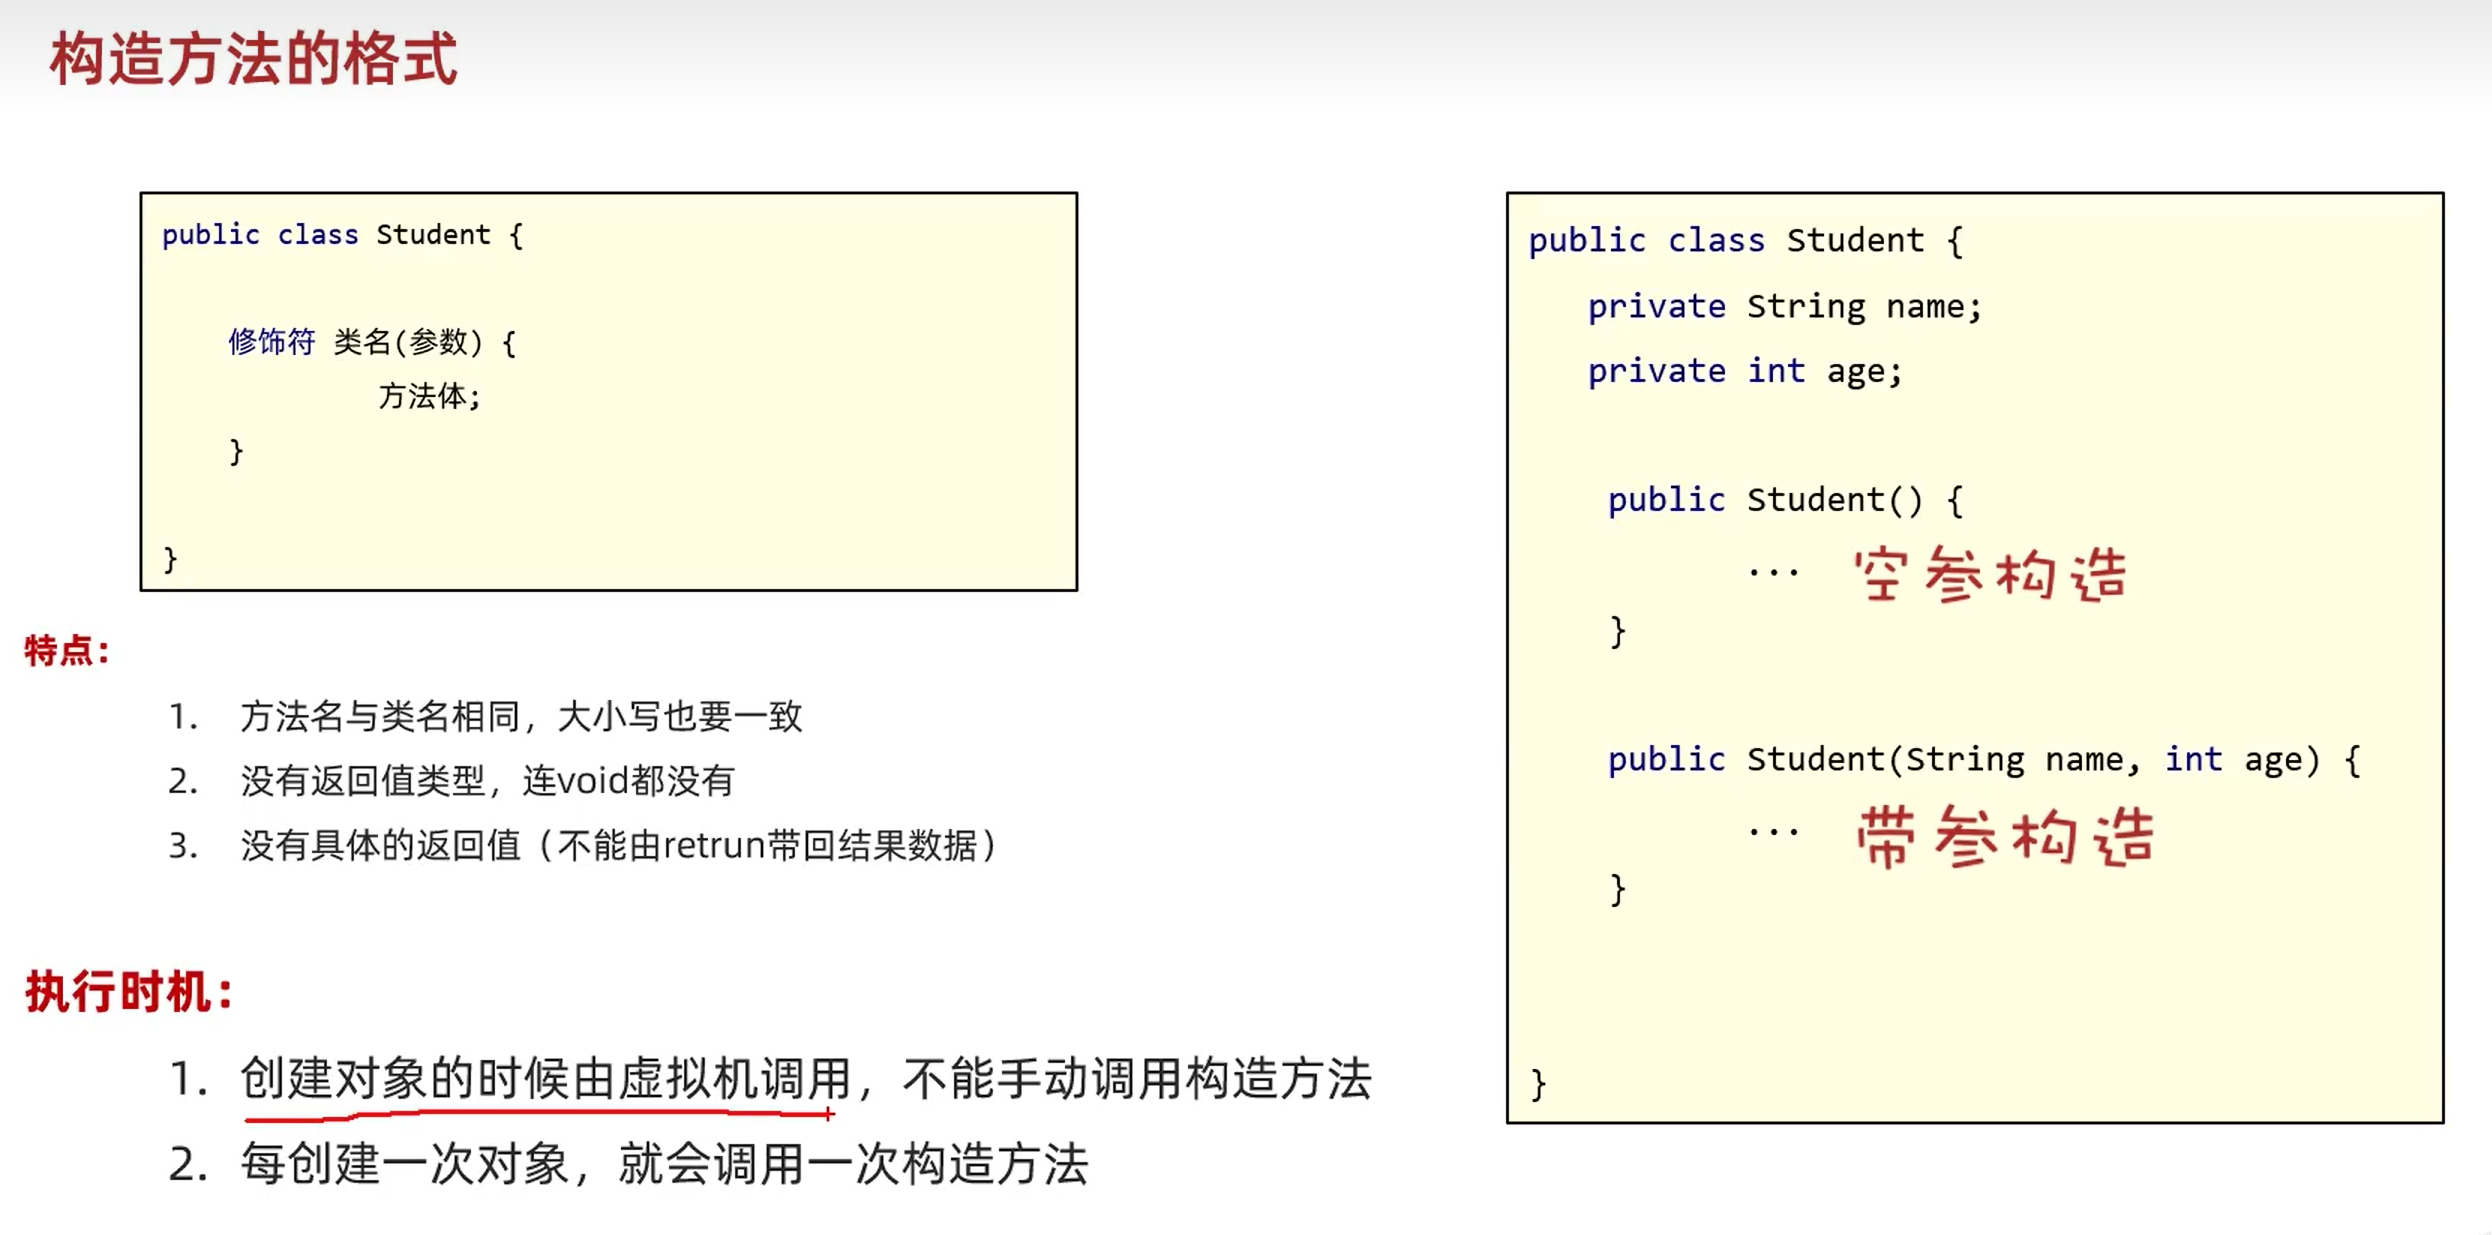 构造方法的格式
public class Student {
修饰符 类名(参数) {
方法体;
}
}
特点：
1. 方法名与类名相同，大小写也要一致
2. 没有返回值类型，连void都没有
3. 没有具体的返回值（不能由retrun带回结果数据）
执行时机：
1. 创建对象的时候由虚拟机调用，不能手动调用构造方法
2. 每创建一次对象，就会调用一次构造方法
public class Student {
private String name;
private int age;
public Student() {
... 空参构造
}
public Student(String name, int age) {
... 带参构造
}
}